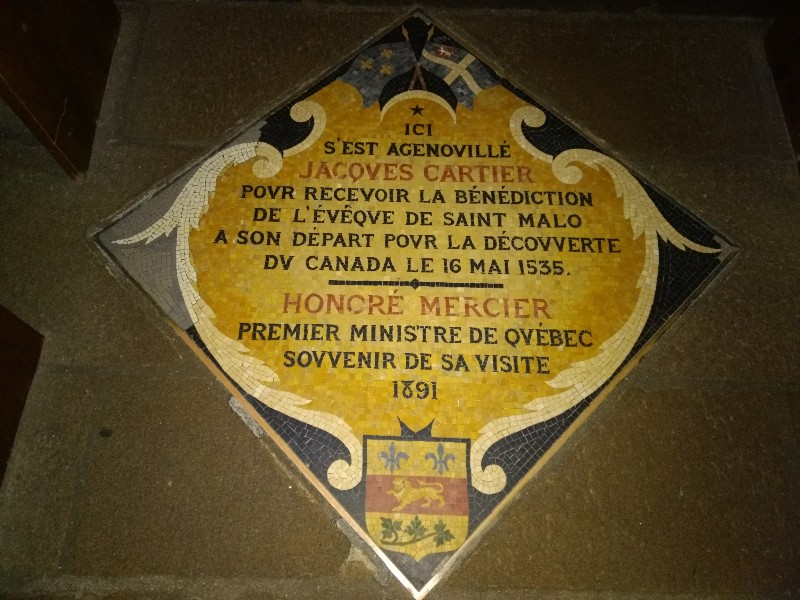 ICI
S'EST AGENOVILLÉ
JACQVES CARTIER
POVR RECEVOIR LA BÉNÉDICTION
DE L'ÉVÊQVE DE SAINT MALO
A SON DÉPART POVR LA DÉCOVVERTE
DV CANADA LE 16 MAI 1535.
HONORÉ MERCIER
PREMIER MINISTRE DE QVÉBEC
SOVVENIR DE SA VISITE
1891